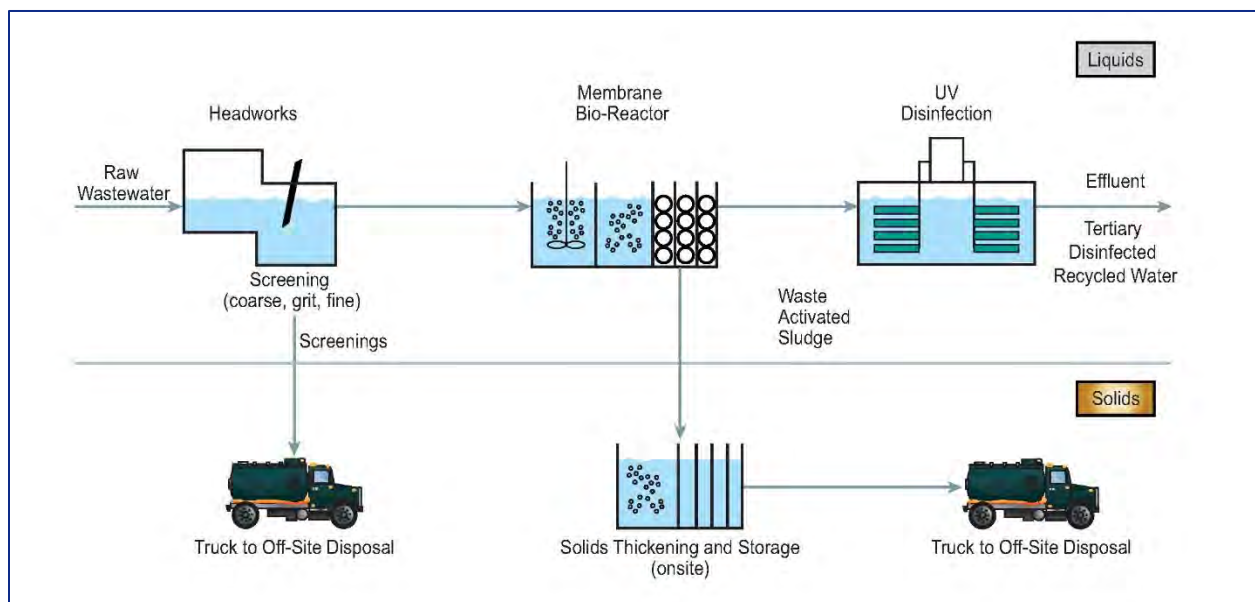 Liquids
Headworks
Membrane
Bio-Reactor
UV
Disinfection
Raw
Wastewater
Effluent
Tertiary
Disinfected
Recycled Water
Screening
(coarse, grit, fine)
Screenings
Waste
Activated
Sludge
Solids
Truck to Off-Site Disposal
Solids Thickening and Storage
(onsite)
Truck to Off-Site Disposal